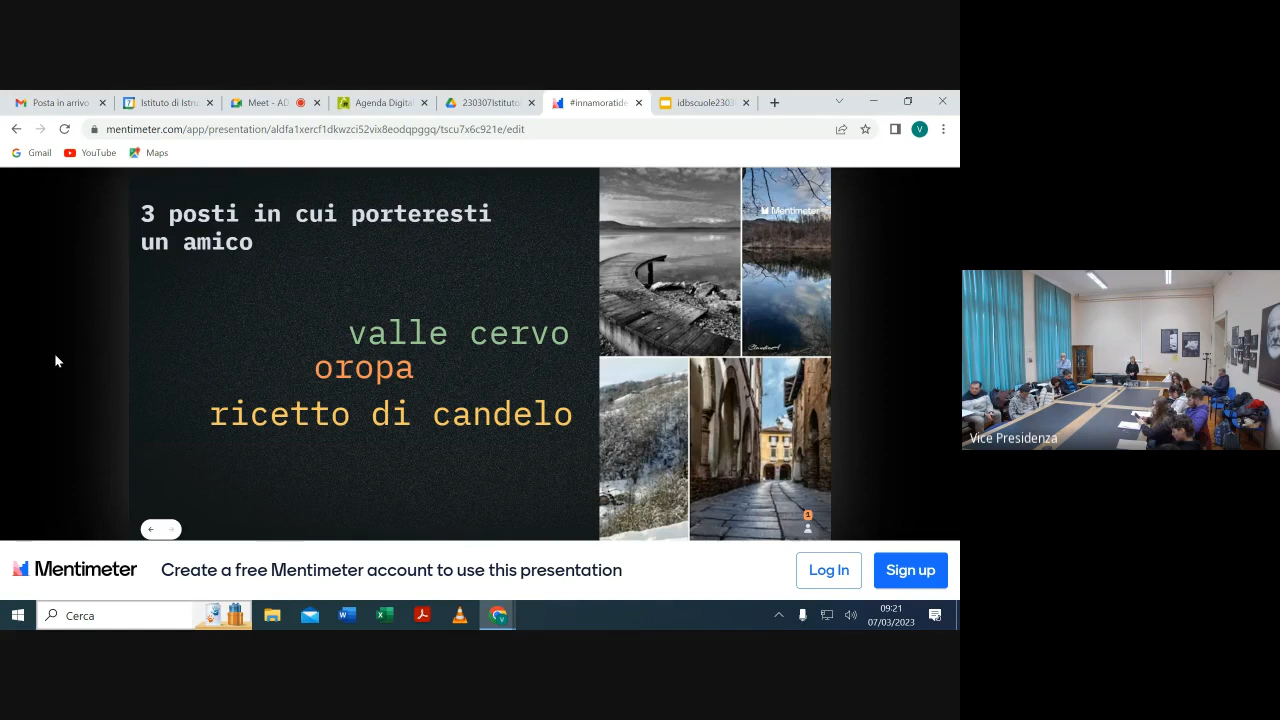 Posta in arrivo
Istituto di Istru
Meet - AD
Agenda Digital
230307Istituto
#innamoratide
idbscuole2303
mentimeter.com/app/presentation/aldfa1xercf1dkwzci52vix8eodqpggq/tscu7x6c921e/edit
V
Gmail
YouTube
Maps
3 posti in cui porteresti
un amico
Mentimeter
valle cervo
oropa
ricetto di candelo
1
Vice Presidenza
Mentimeter
Create a free Mentimeter account to use this presentation
Log In
Sign up
Cerca
09:21
07/03/2023